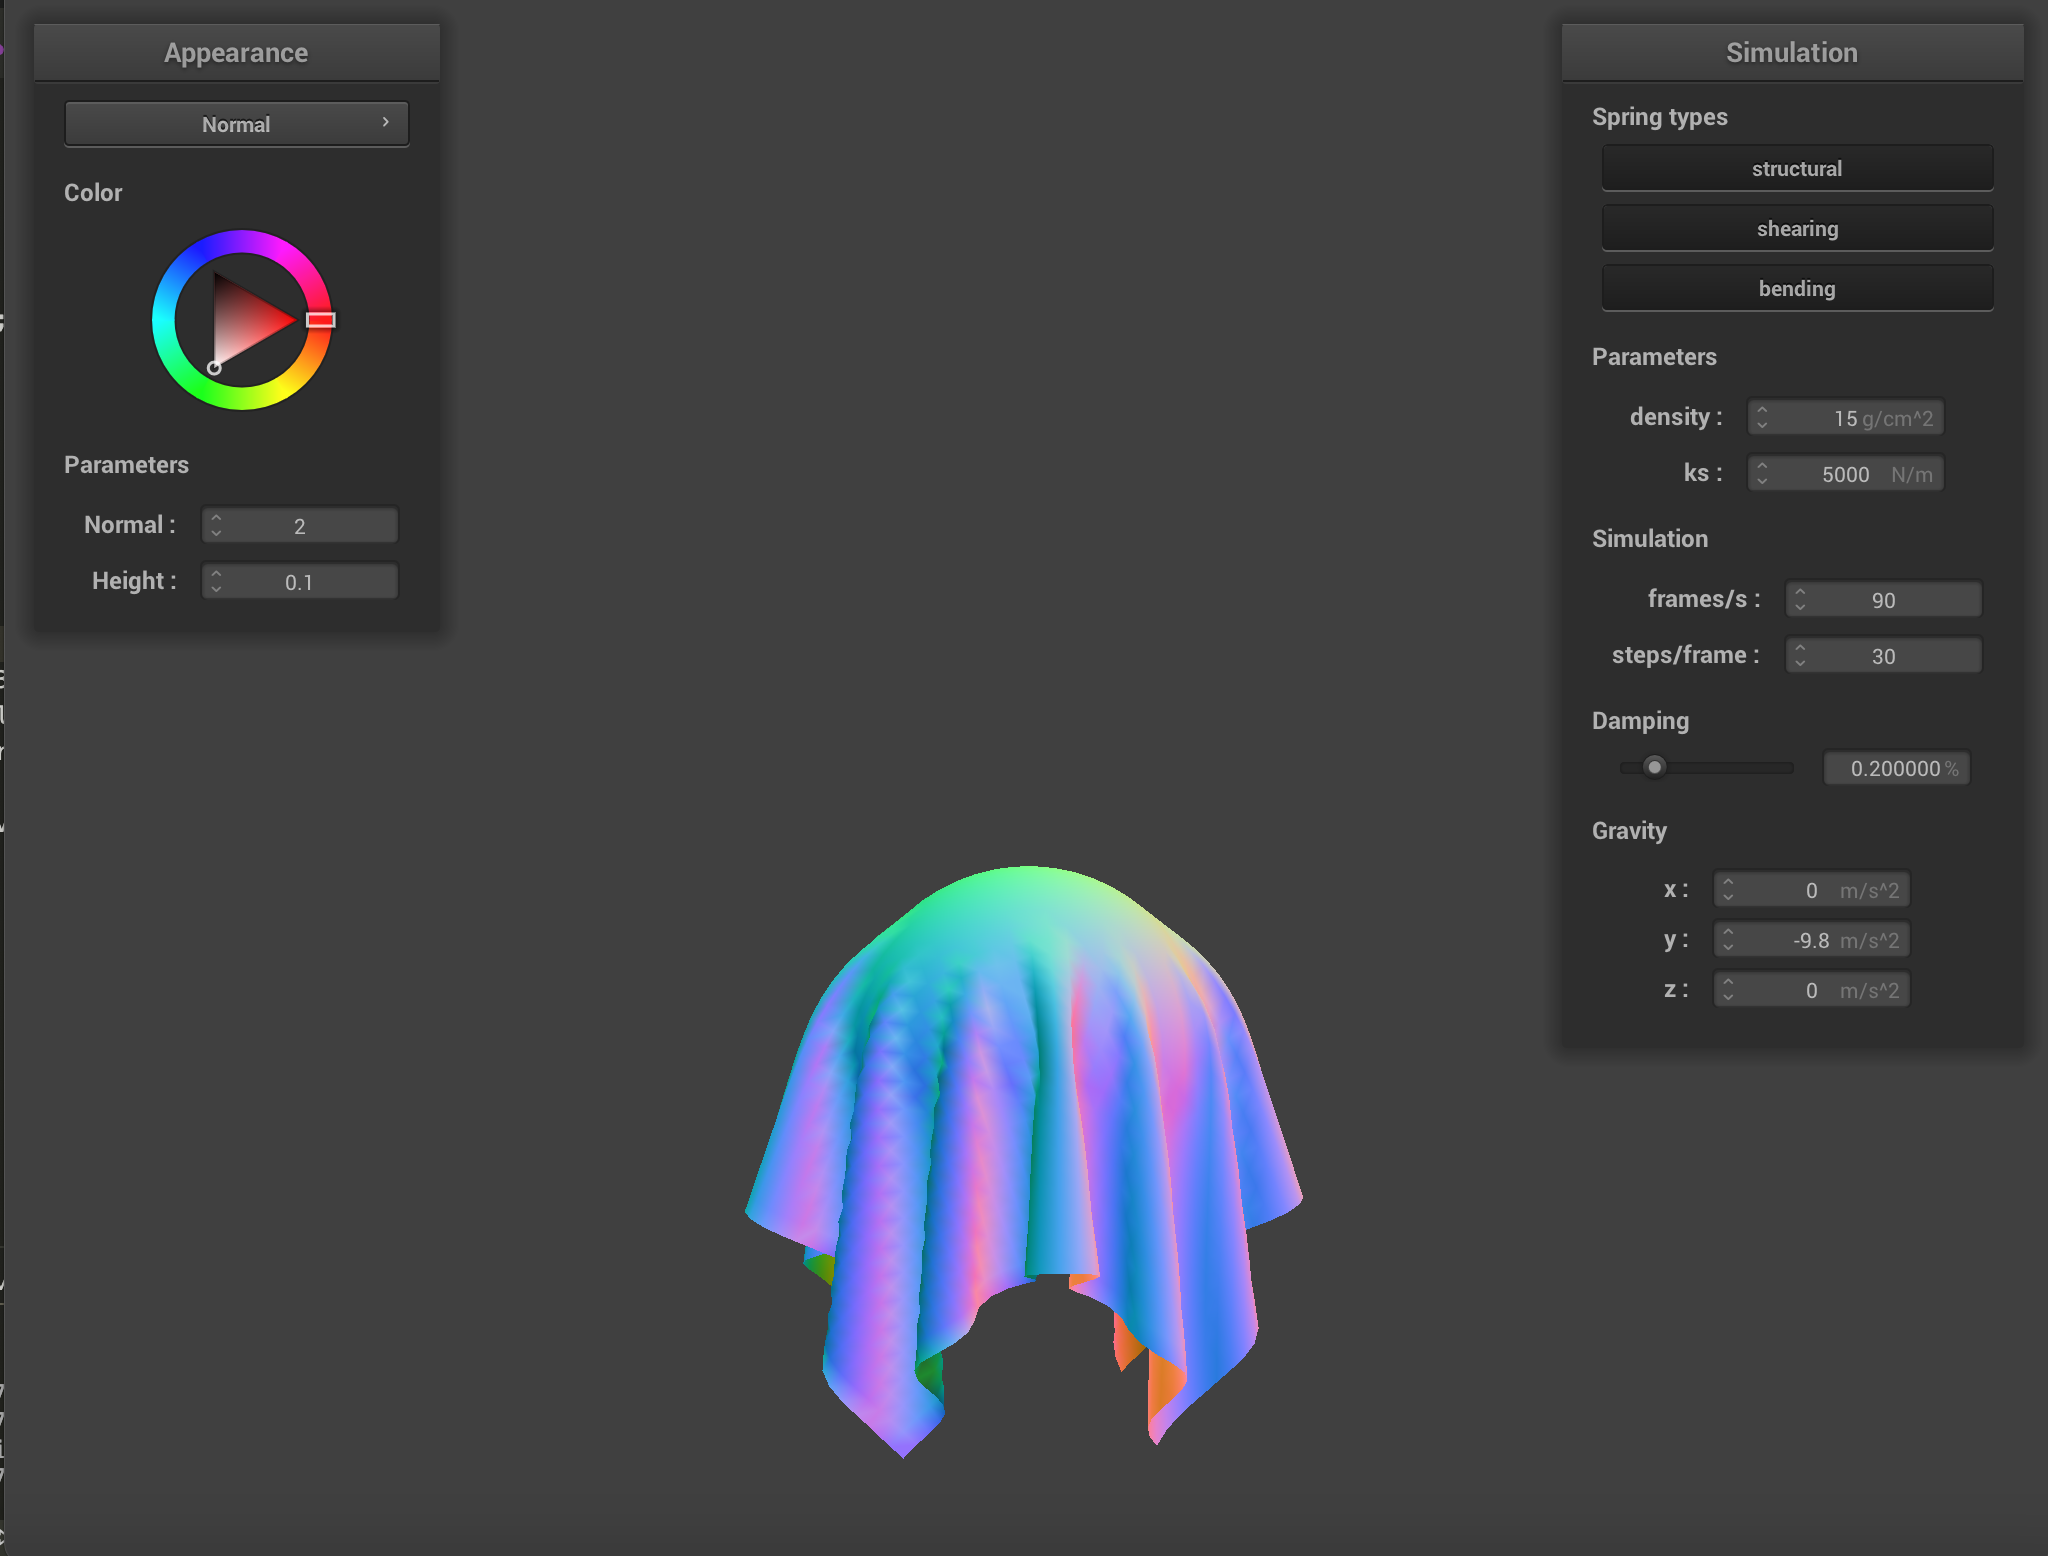 Appearance
Normal
Color
Parameters
Normal : 2
Height : 0.1
Simulation
Spring types
structural
shearing
bending
Parameters
density : 15 g/cm^2
ks : 5000 N/m
Simulation
frames/s : 90
steps/frame : 30
Damping
0.200000 %
Gravity
x : 0 m/s^2
y : -9.8 m/s^2
z : 0 m/s^2